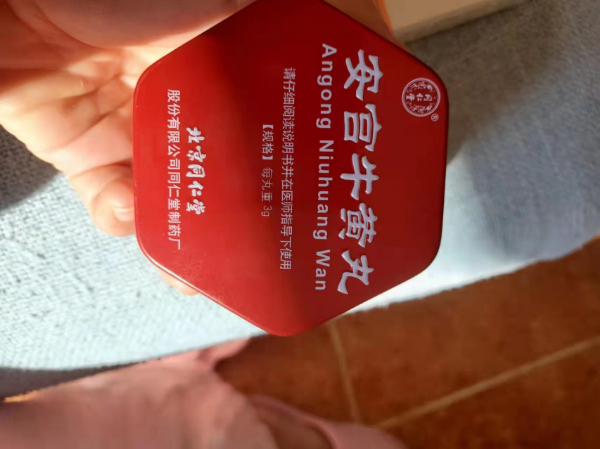 安宫牛黄丸
Angong Niuhuang Wan
请仔细阅读说明书并在医师指导下使用
【规格】每丸重 3g
北京同仁堂
股份有限公司同仁堂制药厂